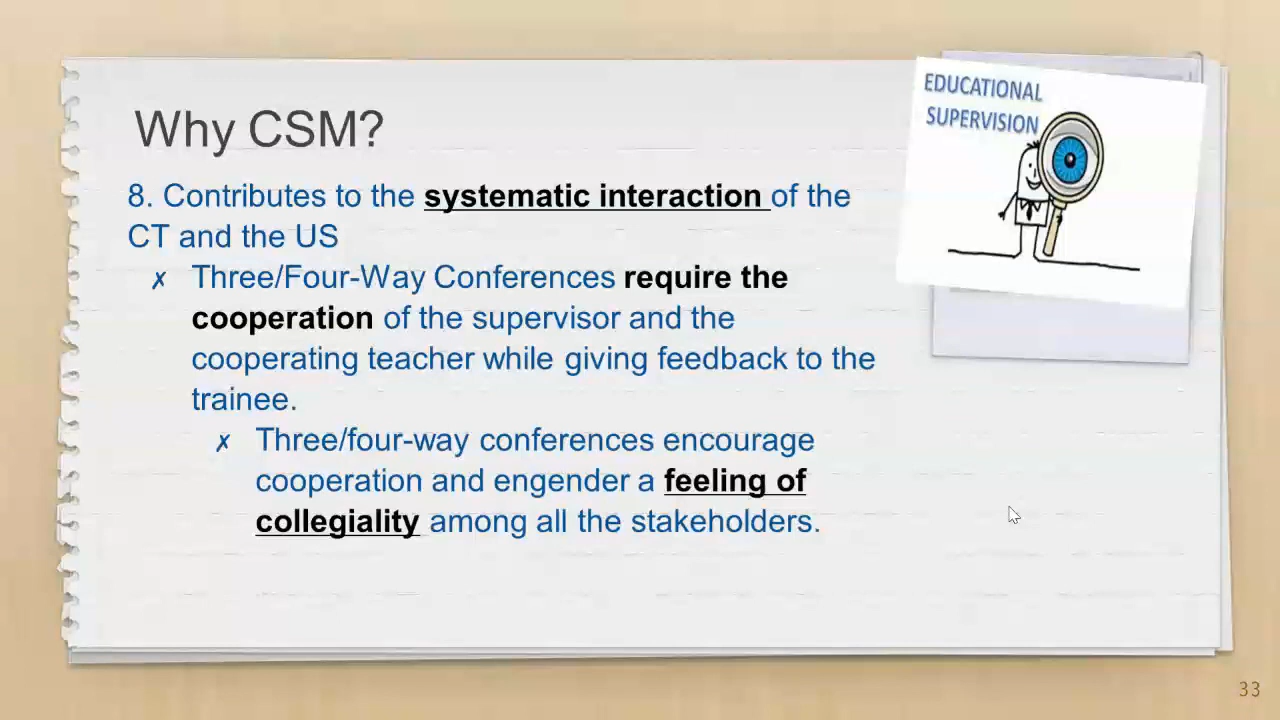 EDUCATIONAL
SUPERVISION
Why CSM?
8. Contributes to the systematic interaction of the
CT and the US
✗ Three/Four-Way Conferences require the
cooperation of the supervisor and the
cooperating teacher while giving feedback to the
trainee.
✗ Three/four-way conferences encourage
cooperation and engender a feeling of
collegiality among all the stakeholders.
33